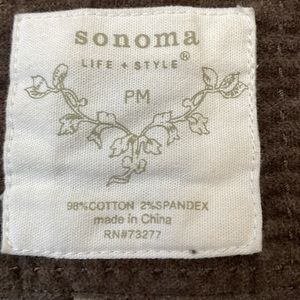 sonoma
LIFE + STYLE®
PM
98%COTTON 2%SPANDEX
made in China
RN#73277